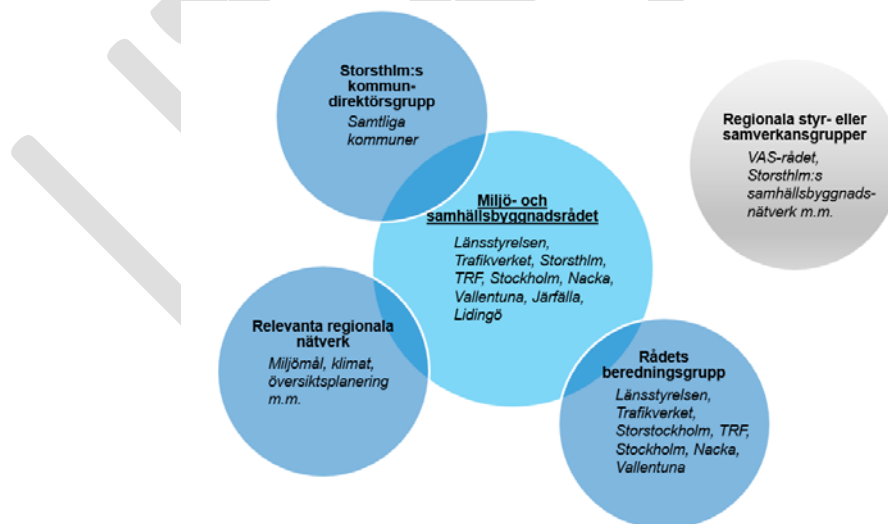 Storsthlm:s
kommun-
direktörsgrupp
Samtliga
kommuner
Regionala styr- eller
samverkansgrupper
VAS-rådet,
Storsthlm:s
samhällsbyggnads-
nätverk m.m.
Miljö- och
samhällsbyggnadsrådet
Länsstyrelsen,
Trafikverket, Storsthlm,
TRF, Stockholm, Nacka,
Vallentuna, Järfälla,
Lidingö
Relevanta regionala
nätverk
Miljömål, klimat,
översiktsplanering
m.m.
Rådets
beredningsgrupp
Länsstyrelsen,
Trafikverket,
Storstockholm, TRF,
Stockholm, Nacka,
Vallentuna